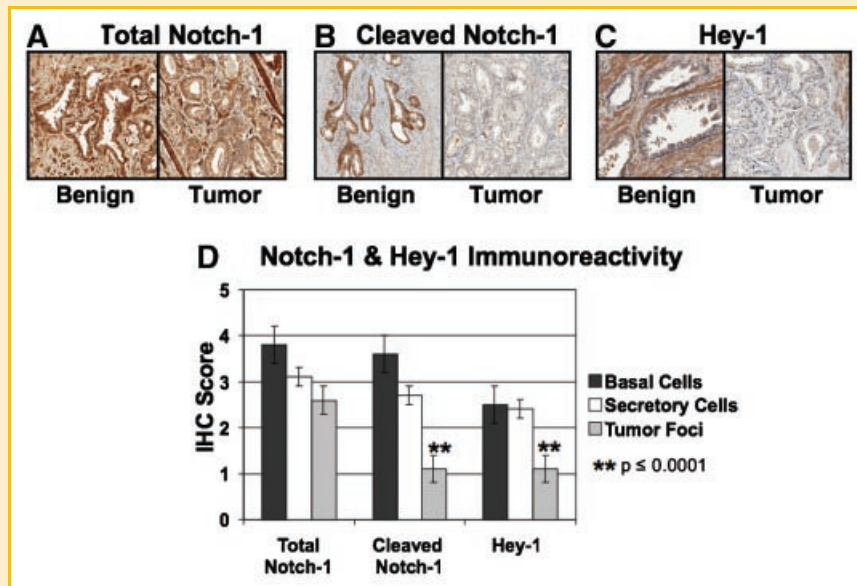 A Total Notch-1
B Cleaved Notch-1
C Hey-1
Benign Tumor
Benign Tumor
Benign Tumor
D Notch-1 & Hey-1 Immunoreactivity
IHC Score
5
4
3
2
1
0
**
**
Total
Notch-1
Cleaved
Notch-1
Hey-1
Basal Cells
Secretory Cells
Tumor Foci
** p ≤ 0.0001